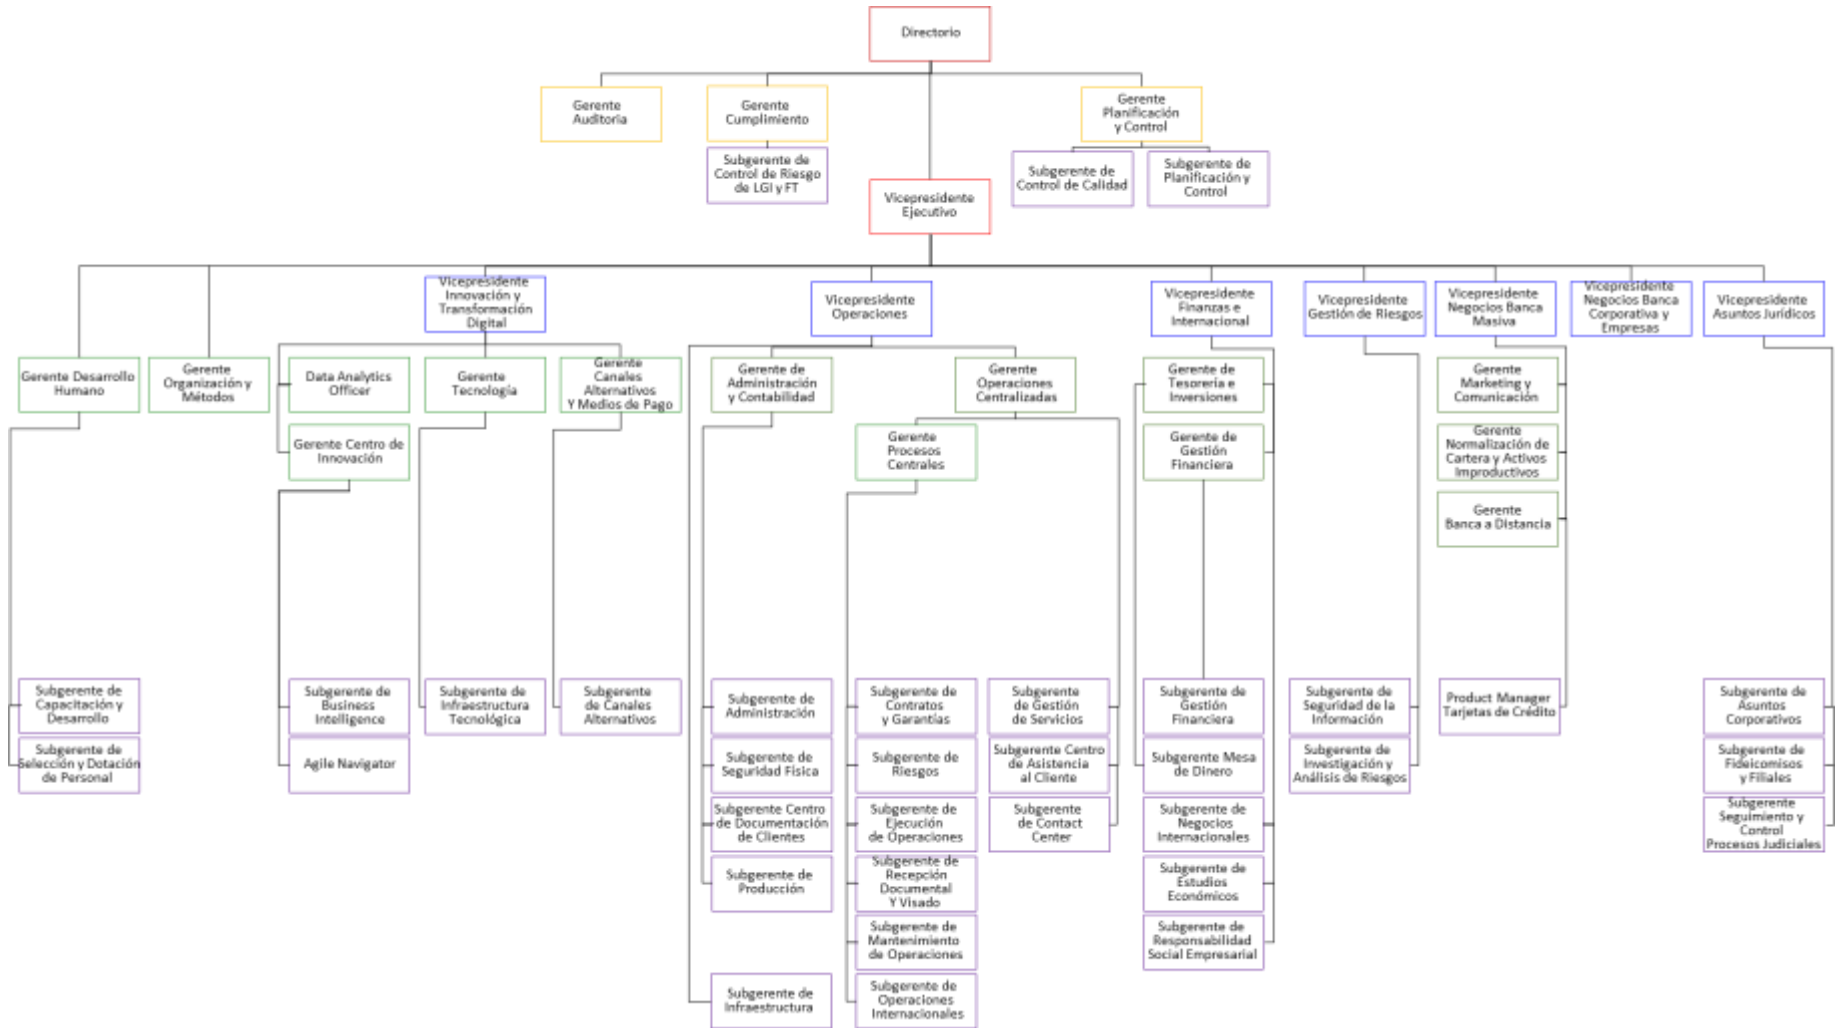 Directorio
Gerente
Auditoria
Gerente
Cumplimiento
Gerente
Planificación
y Control
Subgerente de
Control de Riesgo
de LGI y FT
Subgerente de
Control de Calidad
Subgerente de
Planificación y
Control
Vicepresidente
Ejecutivo
Vicepresidente
Innovación y
Transformación
Digital
Vicepresidente
Operaciones
Vicepresidente
Finanzas e
Internacional
Vicepresidente
Gestión de Riesgos
Vicepresidente
Negocios Banca
Masiva
Vicepresidente
Negocios Banca
Corporativa y
Empresas
Vicepresidente
Asuntos Jurídicos
Gerente Desarrollo
Humano
Gerente
Organización y
Métodos
Data Analytics
Officer
Gerente
Tecnología
Gerente
Canales
Alternativos
Y Medios de Pago
Gerente de
Administración
y Contabilidad
Gerente
Operaciones
Centralizadas
Gerente de
Tesorería e
Inversiones
Gerente
Marketing y
Comunicación
Gerente Centro de
Innovación
Gerente
Procesos
Centrales
Gerente de
Gestión
Financiera
Gerente
Normalización de
Cartera y Activos
Improductivos
Gerente
Banca a Distancia
Subgerente de
Capacitación y
Desarrollo
Subgerente de
Business
Intelligence
Subgerente de
Infraestructura
Tecnológica
Subgerente
de Canales
Alternativos
Subgerente de
Administración
Subgerente de
Contratos
y Garantías
Subgerente
de Gestión
de Servicios
Subgerente de
Gestión
Financiera
Subgerente de
Seguridad de la
Información
Product Manager
Tarjetas de Crédito
Subgerente de
Asuntos
Corporativos
Subgerente de
Selección y Dotación
de Personal
Agile Navigator
Subgerente de
Seguridad Física
Subgerente de
Riesgos
Subgerente Centro
de Asistencia
al Cliente
Subgerente Mesa
de Dinero
Subgerente de
Investigación y
Análisis de Riesgos
Subgerente de
Fideicomisos
y Filiales
Subgerente Centro
de Documentación
de Clientes
Subgerente de
Ejecución
de Operaciones
Subgerente
de Contact
Center
Subgerente de
Negocios
Internacionales
Subgerente
Seguimiento y
Control
Procesos Judiciales
Subgerente de
Producción
Subgerente de
Recepción
Documental
Y Visado
Subgerente de
Estudios
Económicos
Subgerente de
Mantenimiento
de Operaciones
Subgerente de
Responsabilidad
Social Empresarial
Subgerente de
Infraestructura
Subgerente de
Operaciones
Internacionales